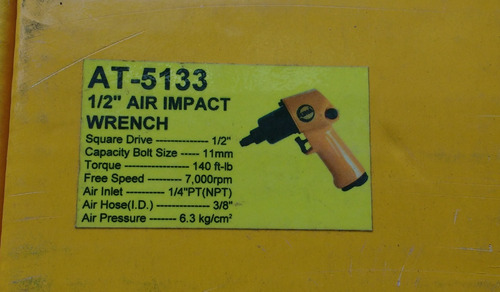 AT-5133
1/2" AIR IMPACT
WRENCH
Square Drive -------------- 1/2"
Capacity Bolt Size ----- 11mm
Torque ---------------- 140 ft-lb
Free Speed --------- 7,000rpm
Air Inlet ---------- 1/4"PT(NPT)
Air Hose(I.D.) -------------- 3/8"
Air Pressure ------- 6.3 kg/cm²